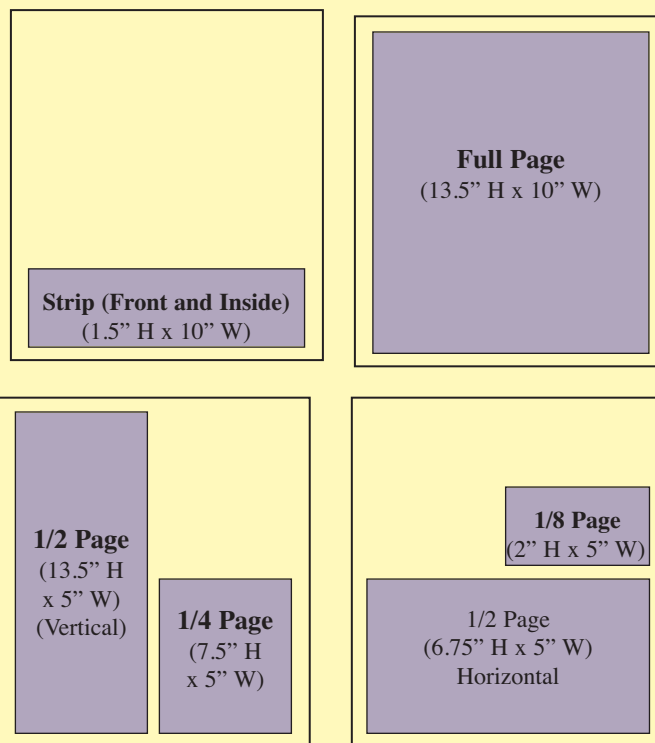 Strip (Front and Inside)
(1.5” H x 10” W)
Full Page
(13.5” H x 10” W)
1/2 Page
(13.5” H
x 5” W)
(Vertical)
1/4 Page
(7.5” H
x 5” W)
1/8 Page
(2” H x 5” W)
1/2 Page
(6.75” H x 5” W)
Horizontal